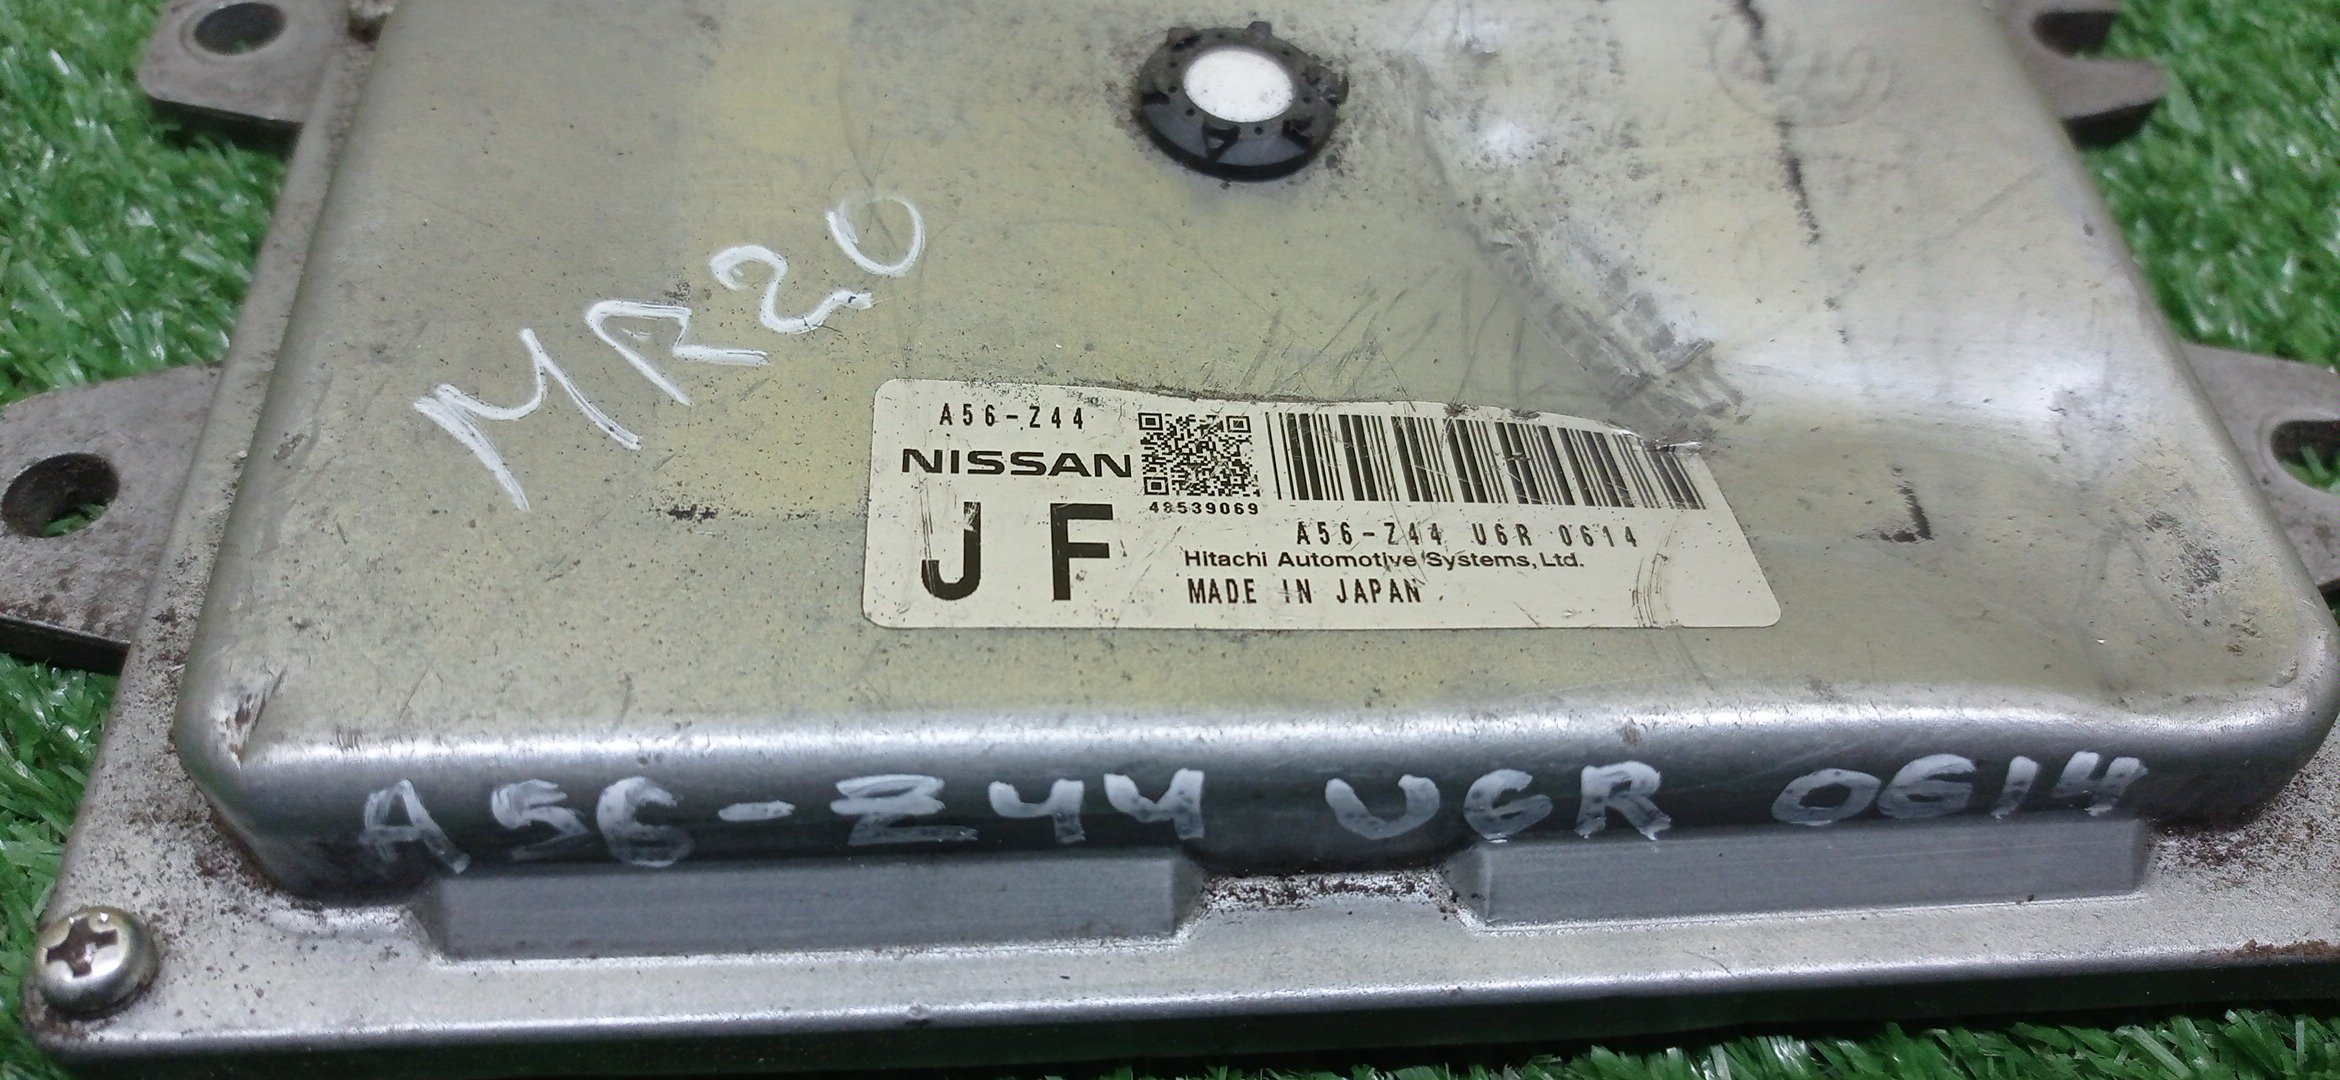 MR20
A56-Z44
NISSAN
48539069
J F
A56-Z44 U6R 0614
Hitachi Automotive Systems, Ltd.
MADE IN JAPAN
A56-Z44 U6R 0614